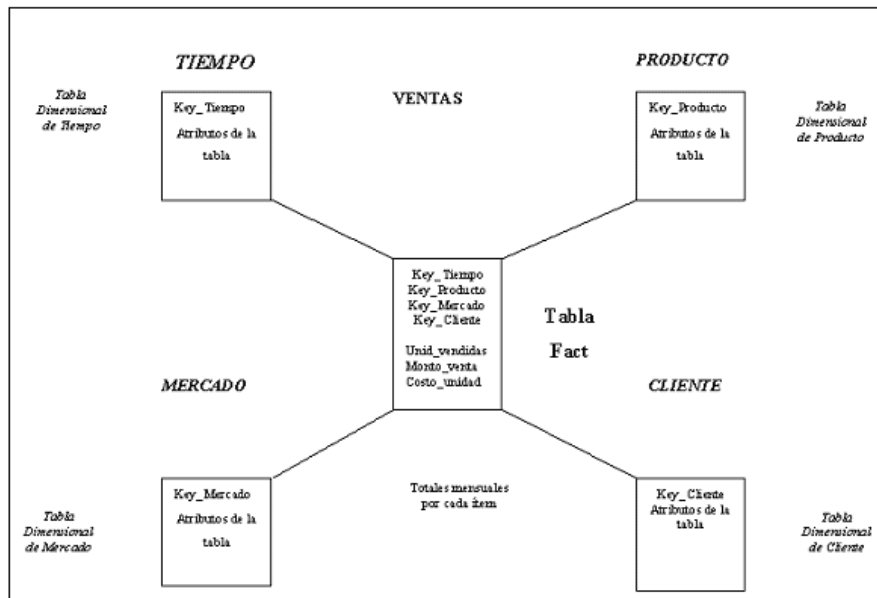 TIEMPO
PRODUCTO
Tabla
Dimensional
de Tiempo
Key_Tiempo
Atributos de la
tabla
VENTAS
Key_Producto
Atributos de la
tabla
Tabla
Dimensional
de Producto
Key_Tiempo
Key_Producto
Key_Mercado
Key_Cliente
Unid_vendidas
Monto_venta
Costo_unidad
Tabla
Fact
MERCADO
CLIENTE
Tabla
Dimensional
de Mercado
Key_Mercado
Atributos de la
tabla
Totales mensuales
por cada item
Key_Cliente
Atributos de la
tabla
Tabla
Dimensional
de Cliente